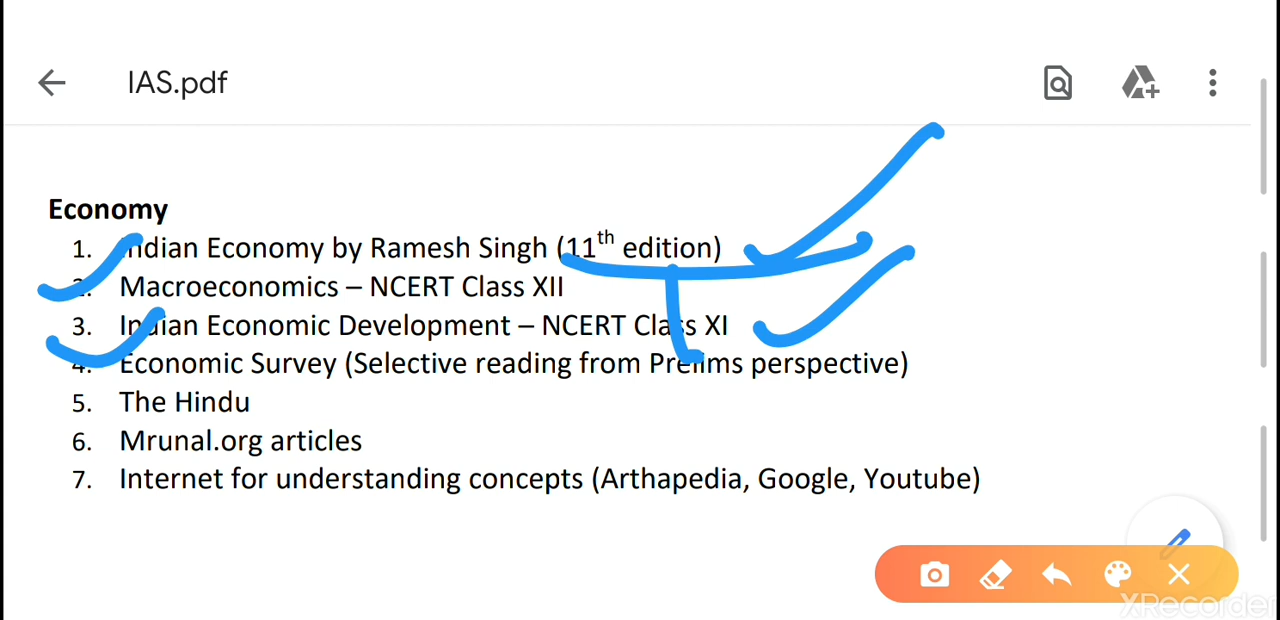 IAS.pdf
Economy
1. Indian Economy by Ramesh Singh (11th edition)
2. Macroeconomics – NCERT Class XII
3. Indian Economic Development – NCERT Class XI
4. Economic Survey (Selective reading from Prelims perspective)
5. The Hindu
6. Mrunal.org articles
7. Internet for understanding concepts (Arthapedia, Google, Youtube)
XRecorder